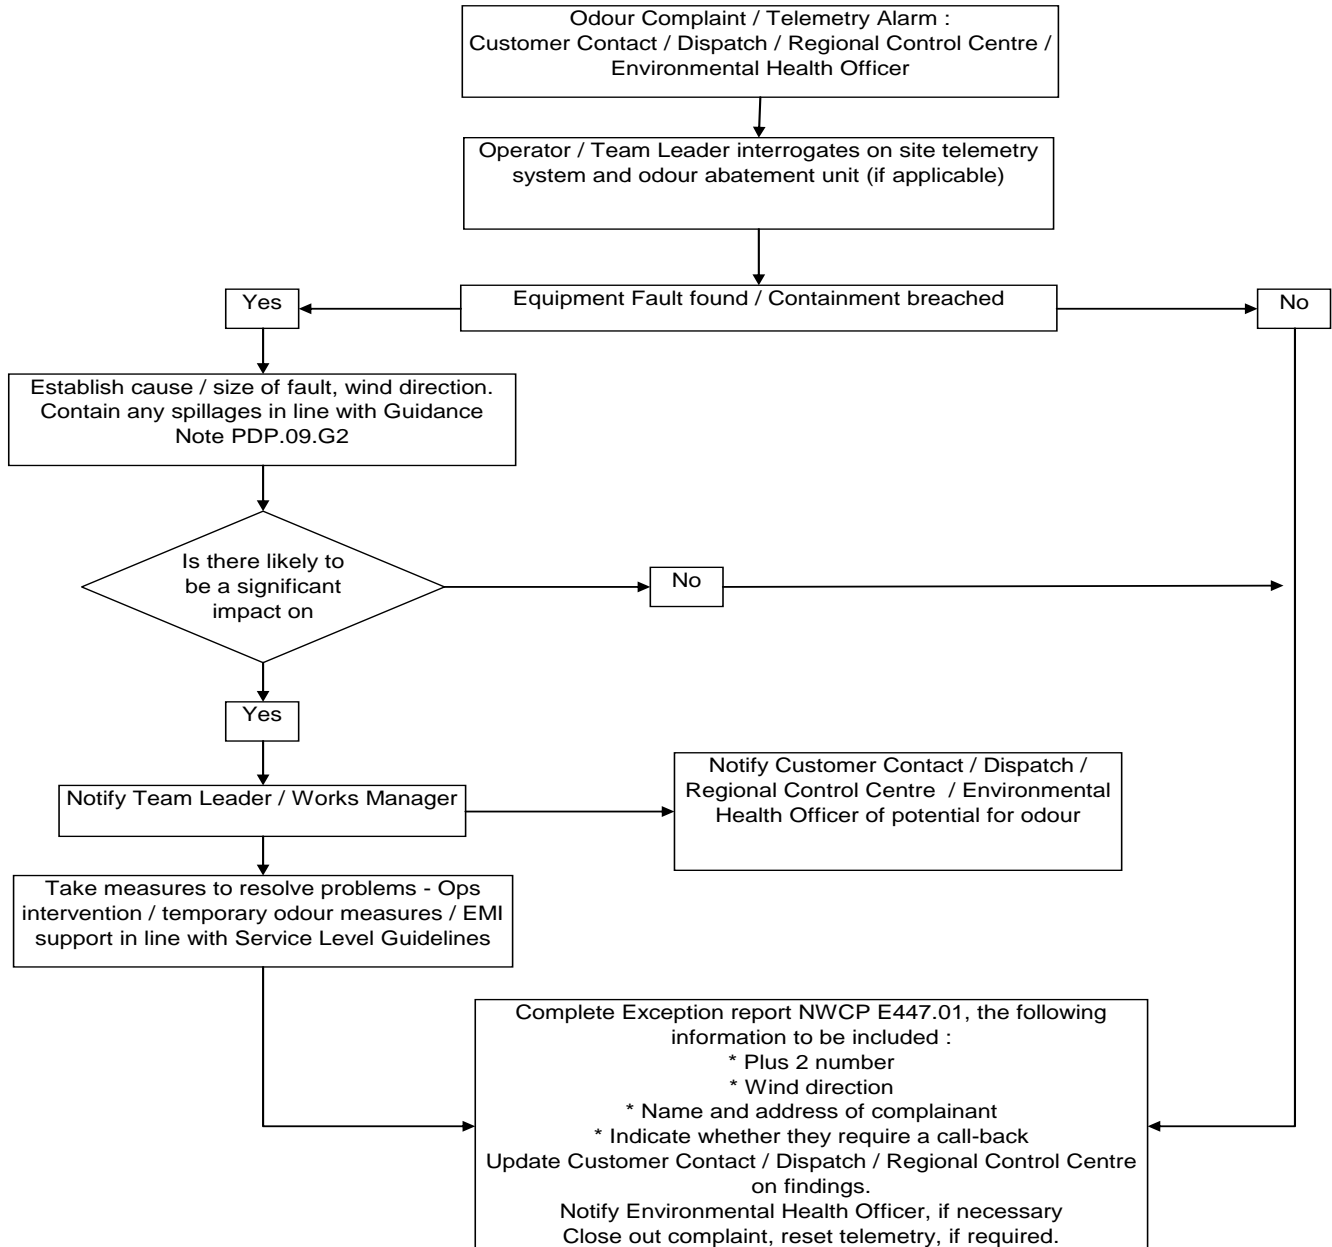 Odour Complaint / Telemetry Alarm :
Customer Contact / Dispatch / Regional Control Centre /
Environmental Health Officer
Operator / Team Leader interrogates on site telemetry
system and odour abatement unit (if applicable)
Yes
Equipment Fault found / Containment breached
No
Establish cause / size of fault, wind direction.
Contain any spillages in line with Guidance
Note PDP.09.G2
Is there likely to
be a significant
impact on
No
Yes
Notify Team Leader / Works Manager
Notify Customer Contact / Dispatch /
Regional Control Centre / Environmental
Health Officer of potential for odour
Take measures to resolve problems - Ops
intervention / temporary odour measures / EMI
support in line with Service Level Guidelines
Complete Exception report NWCP E447.01, the following
information to be included :
* Plus 2 number
* Wind direction
* Name and address of complainant
* Indicate whether they require a call-back
Update Customer Contact / Dispatch / Regional Control Centre
on findings.
Notify Environmental Health Officer, if necessary
Close out complaint, reset telemetry, if required.